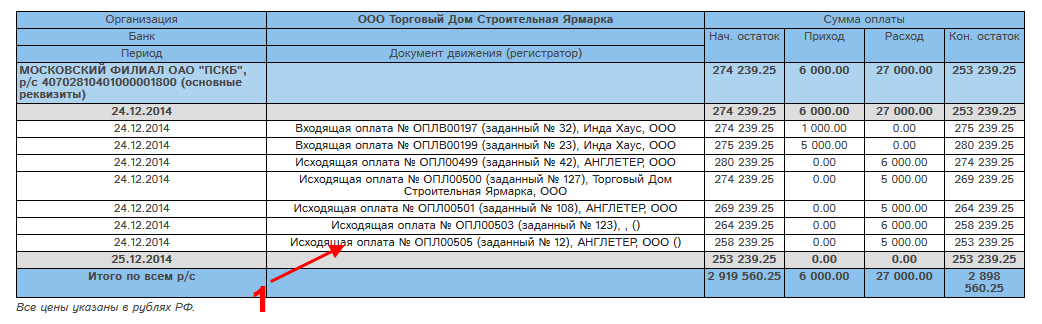 Организация ООО Торговый Дом Строительная Ярмарка Сумма оплаты
Банк Нач. остаток Приход Расход Кон. остаток
Период Документ движения (регистратор)
МОСКОВСКИЙ ФИЛИАЛ ОАО "ПСКБ", 274 239.25 6 000.00 27 000.00 253 239.25
р/с 40702810401000001800 (основные
реквизиты)
24.12.2014 274 239.25 6 000.00 27 000.00 253 239.25
24.12.2014 Входящая оплата № ОПЛВ00197 (заданный № 32), Инда Хаус, ООО 274 239.25 1 000.00 0.00 275 239.25
24.12.2014 Входящая оплата № ОПЛВ00199 (заданный № 23), Инда Хаус, ООО 275 239.25 5 000.00 0.00 280 239.25
24.12.2014 Исходящая оплата № ОПЛ00499 (заданный № 42), АНГЛЕТЕР, ООО 280 239.25 0.00 6 000.00 274 239.25
24.12.2014 Исходящая оплата № ОПЛ00500 (заданный № 127), Торговый Дом 274 239.25 0.00 5 000.00 269 239.25
Строительная Ярмарка, ООО
24.12.2014 Исходящая оплата № ОПЛ00501 (заданный № 108), АНГЛЕТЕР, ООО 269 239.25 0.00 5 000.00 264 239.25
24.12.2014 Исходящая оплата № ОПЛ00503 (заданный № 123), , () 264 239.25 0.00 6 000.00 258 239.25
24.12.2014 Исходящая оплата № ОПЛ00505 (заданный № 12), АНГЛЕТЕР, ООО () 258 239.25 0.00 5 000.00 253 239.25
25.12.2014 253 239.25 0.00 0.00 253 239.25
Итого по всем р/с 2 919 560.25 6 000.00 27 000.00 2 898
560.25
1
Все цены указаны в рублях РФ.